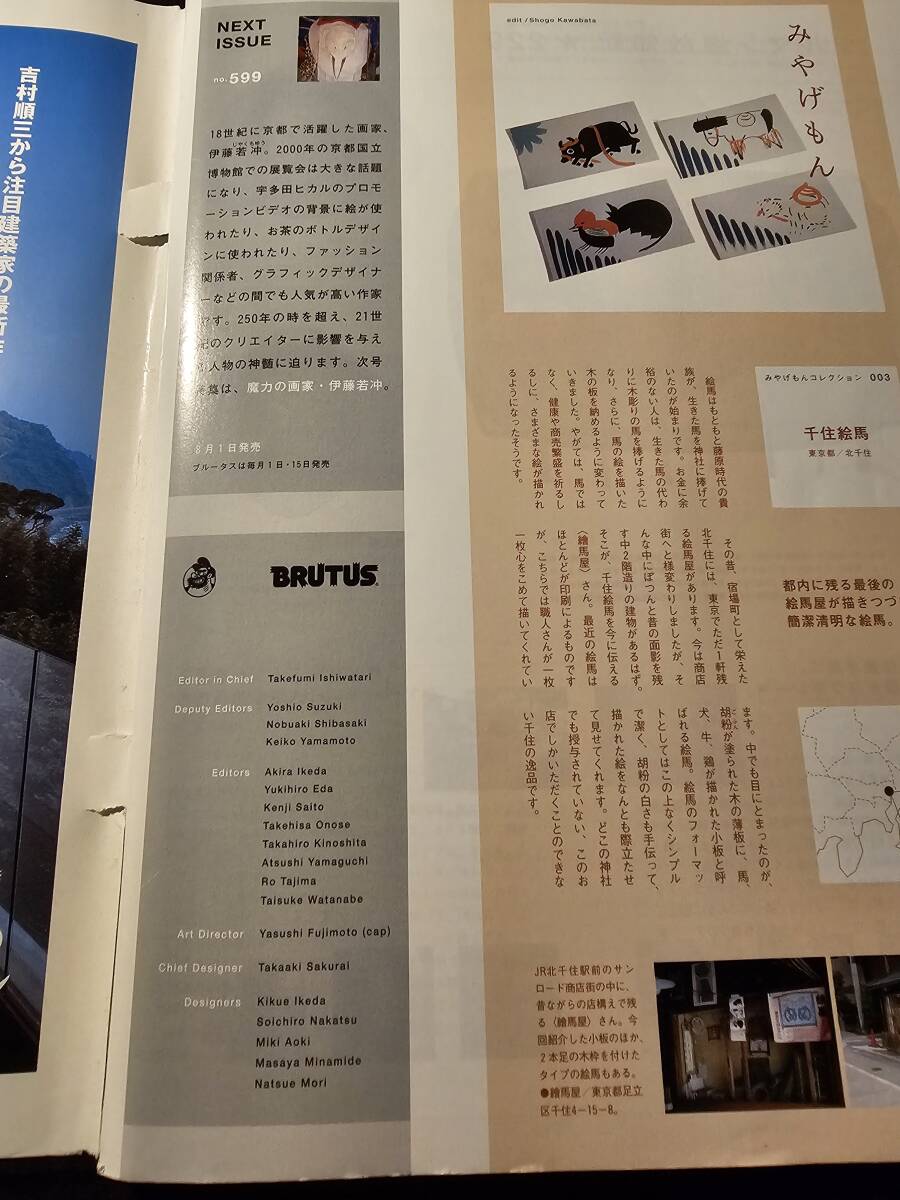 吉村順三から注目建築家の最新作
NEXT
ISSUE
no.599
18世紀に京都で活躍した画家、
じゃくちゅう
伊藤若冲。2000年の京都国立
博物館での展覧会は大きな話題
になり、宇多田ヒカルのプロモ
ーションビデオの背景に絵が使
われたり、お茶のボトルデザイ
ンに使われたり、ファッション
関係者、グラフィックデザイナ
ーなどの間でも人気が高い作家
です。250年の時を超え、21世
紀のクリエイターに影響を与え
人物の神髄に迫ります。次号
特集は、魔力の画家・伊藤若冲。
8月1日発売
ブルータスは毎月1日・15日発売
BRUTUS
Editor in Chief Takefumi Ishiwatari
Deputy Editors Yoshio Suzuki
Nobuaki Shibasaki
Keiko Yamamoto
Editors Akira Ikeda
Yukihiro Eda
Kenji Saito
Takehisa Onose
Takahiro Kinoshita
Atsushi Yamaguchi
Ro Tajima
Taisuke Watanabe
Art Director Yasushi Fujimoto (cap)
Chief Designer Takaaki Sakurai
Designers Kikue Ikeda
Soichiro Nakatsu
Miki Aoki
Masaya Minamide
Natsue Mori
edit/Shogo Kawabata
みやげもん
みやげもんコレクション 003
千住絵馬
東京都／北千住
都内に残る最後の
絵馬屋が描きつづ
簡潔清明な絵馬。
絵馬はもともと藤原時代の貴
族が、生きた馬を神社に捧げて
いたのが始まりです。お金に余
裕のない人は、生きた馬の代わ
りに木彫りの馬を捧げるように
なり、さらに、馬の絵を描いた
木の板を納めるように変わって
いきました。やがては、馬では
なく、健康や商売繁盛を祈るし
るしに、さまざまな絵が描かれ
るようになったそうです。
その昔、宿場町として栄えた
北千住には、東京でただ1軒残
る絵馬屋があります。今は商店
街へと様変わりしましたが、そ
んな中にぽつんと昔の面影を残
す中2階造りの建物があるはず。
そこが、千住絵馬を今に伝える
〈繪馬屋〉さん。最近の絵馬は
ほとんどが印刷によるものです
が、こちらでは職人さんが一枚
一枚心をこめて描いてくれてい
ます。中でも目にとまったのが、
ごふん
胡粉が塗られた木の薄板に、馬、
犬、牛、鶏が描かれた小板と呼
ばれる絵馬。絵馬のフォーマッ
トとしてはこの上なくシンプル
で潔く、胡粉の白さも手伝って、
描かれた絵をなんとも際立たせ
て見せてくれます。どこの神社
でも授与されていない、このお
店でしかいただくことのできな
い千住の逸品です。
JR北千住駅前のサン
ロード商店街の中に、
昔ながらの店構えで残
る〈繪馬屋〉さん。今
回紹介した小板のほか、
2本足の木枠を付けた
タイプの絵馬もある。
●繪馬屋／東京都足立
区千住4-15-8。